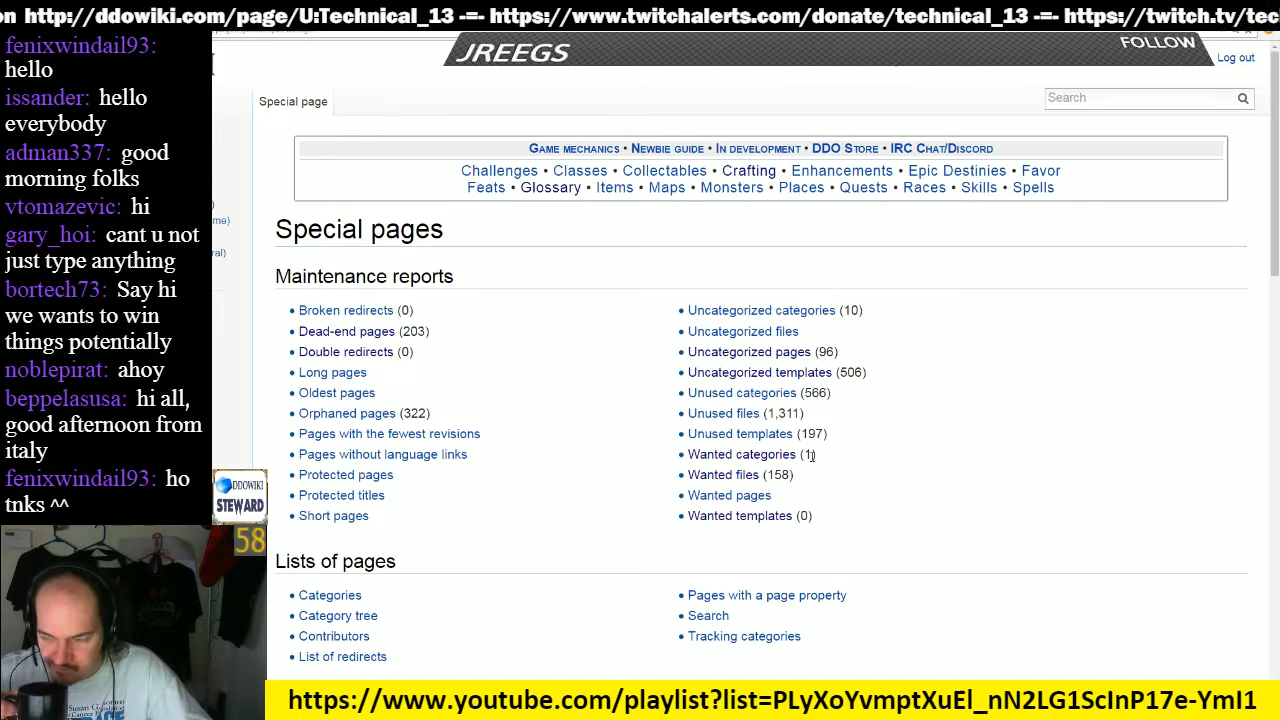 on http://ddowiki.com/page/U:Technical_13 -=- https://www.twitchalerts.com/donate/technical_13 -=- https://twitch.tv/tec
fenixwindail93:
hello
issander: hello
everybody
adman337: good
morning folks
vtomazevic: hi
gary_hoi: cant u not
just type anything
bortech73: Say hi
we wants to win
things potentially
noblepirat: ahoy
beppelasusa: hi all,
good afternoon from
italy
fenixwindail93: ho
tnks ^^
DDOWIKI
STEWARD
58
JREEGS
FOLLOW
Log out
Special page
Search
Game mechanics • Newbie guide • In development • DDO Store • IRC Chat/Discord
Challenges • Classes • Collectables • Crafting • Enhancements • Epic Destinies • Favor
Feats • Glossary • Items • Maps • Monsters • Places • Quests • Races • Skills • Spells
Special pages
Maintenance reports
• Broken redirects (0)
• Dead-end pages (203)
• Double redirects (0)
• Long pages
• Oldest pages
• Orphaned pages (322)
• Pages with the fewest revisions
• Pages without language links
• Protected pages
• Protected titles
• Short pages
• Uncategorized categories (10)
• Uncategorized files
• Uncategorized pages (96)
• Uncategorized templates (506)
• Unused categories (566)
• Unused files (1,311)
• Unused templates (197)
• Wanted categories (1)
• Wanted files (158)
• Wanted pages
• Wanted templates (0)
Lists of pages
• Categories
• Category tree
• Contributors
• List of redirects
• Pages with a page property
• Search
• Tracking categories
https://www.youtube.com/playlist?list=PLyXoYvmptXuEl_nN2LG1ScInP17e-YmI1